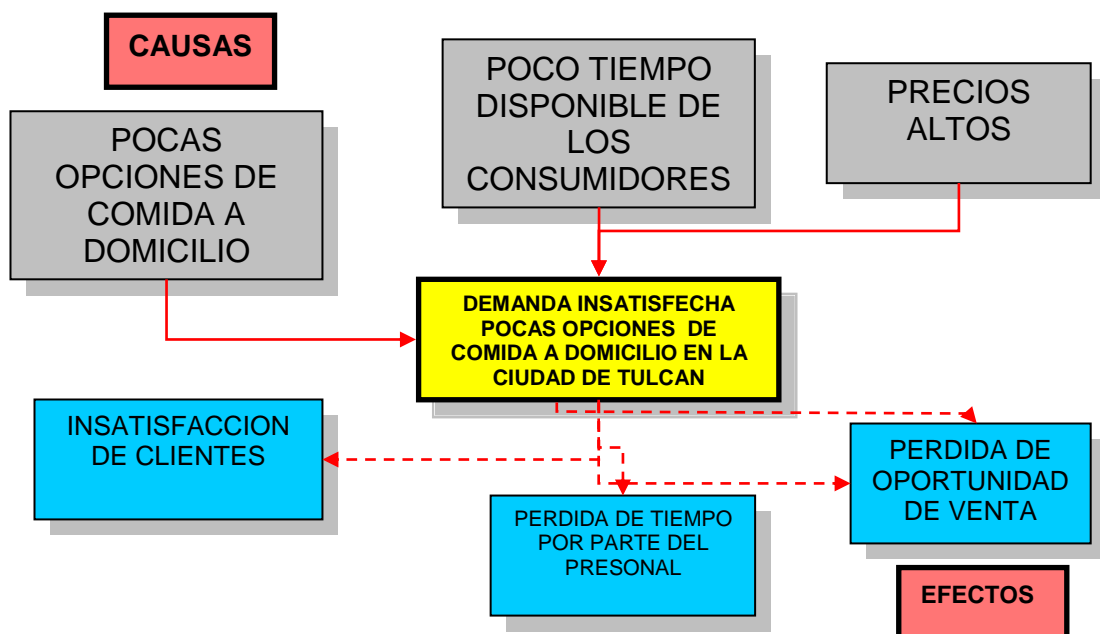 CAUSAS
POCAS
OPCIONES DE
COMIDA A
DOMICILIO
POCO TIEMPO
DISPONIBLE DE
LOS
CONSUMIDORES
PRECIOS
ALTOS
DEMANDA INSATISFECHA
POCAS OPCIONES DE
COMIDA A DOMICILIO EN LA
CIUDAD DE TULCAN
INSATISFACCION
DE CLIENTES
PERDIDA DE TIEMPO
POR PARTE DEL
PRESONAL
PERDIDA DE
OPORTUNIDAD
DE VENTA
EFECTOS